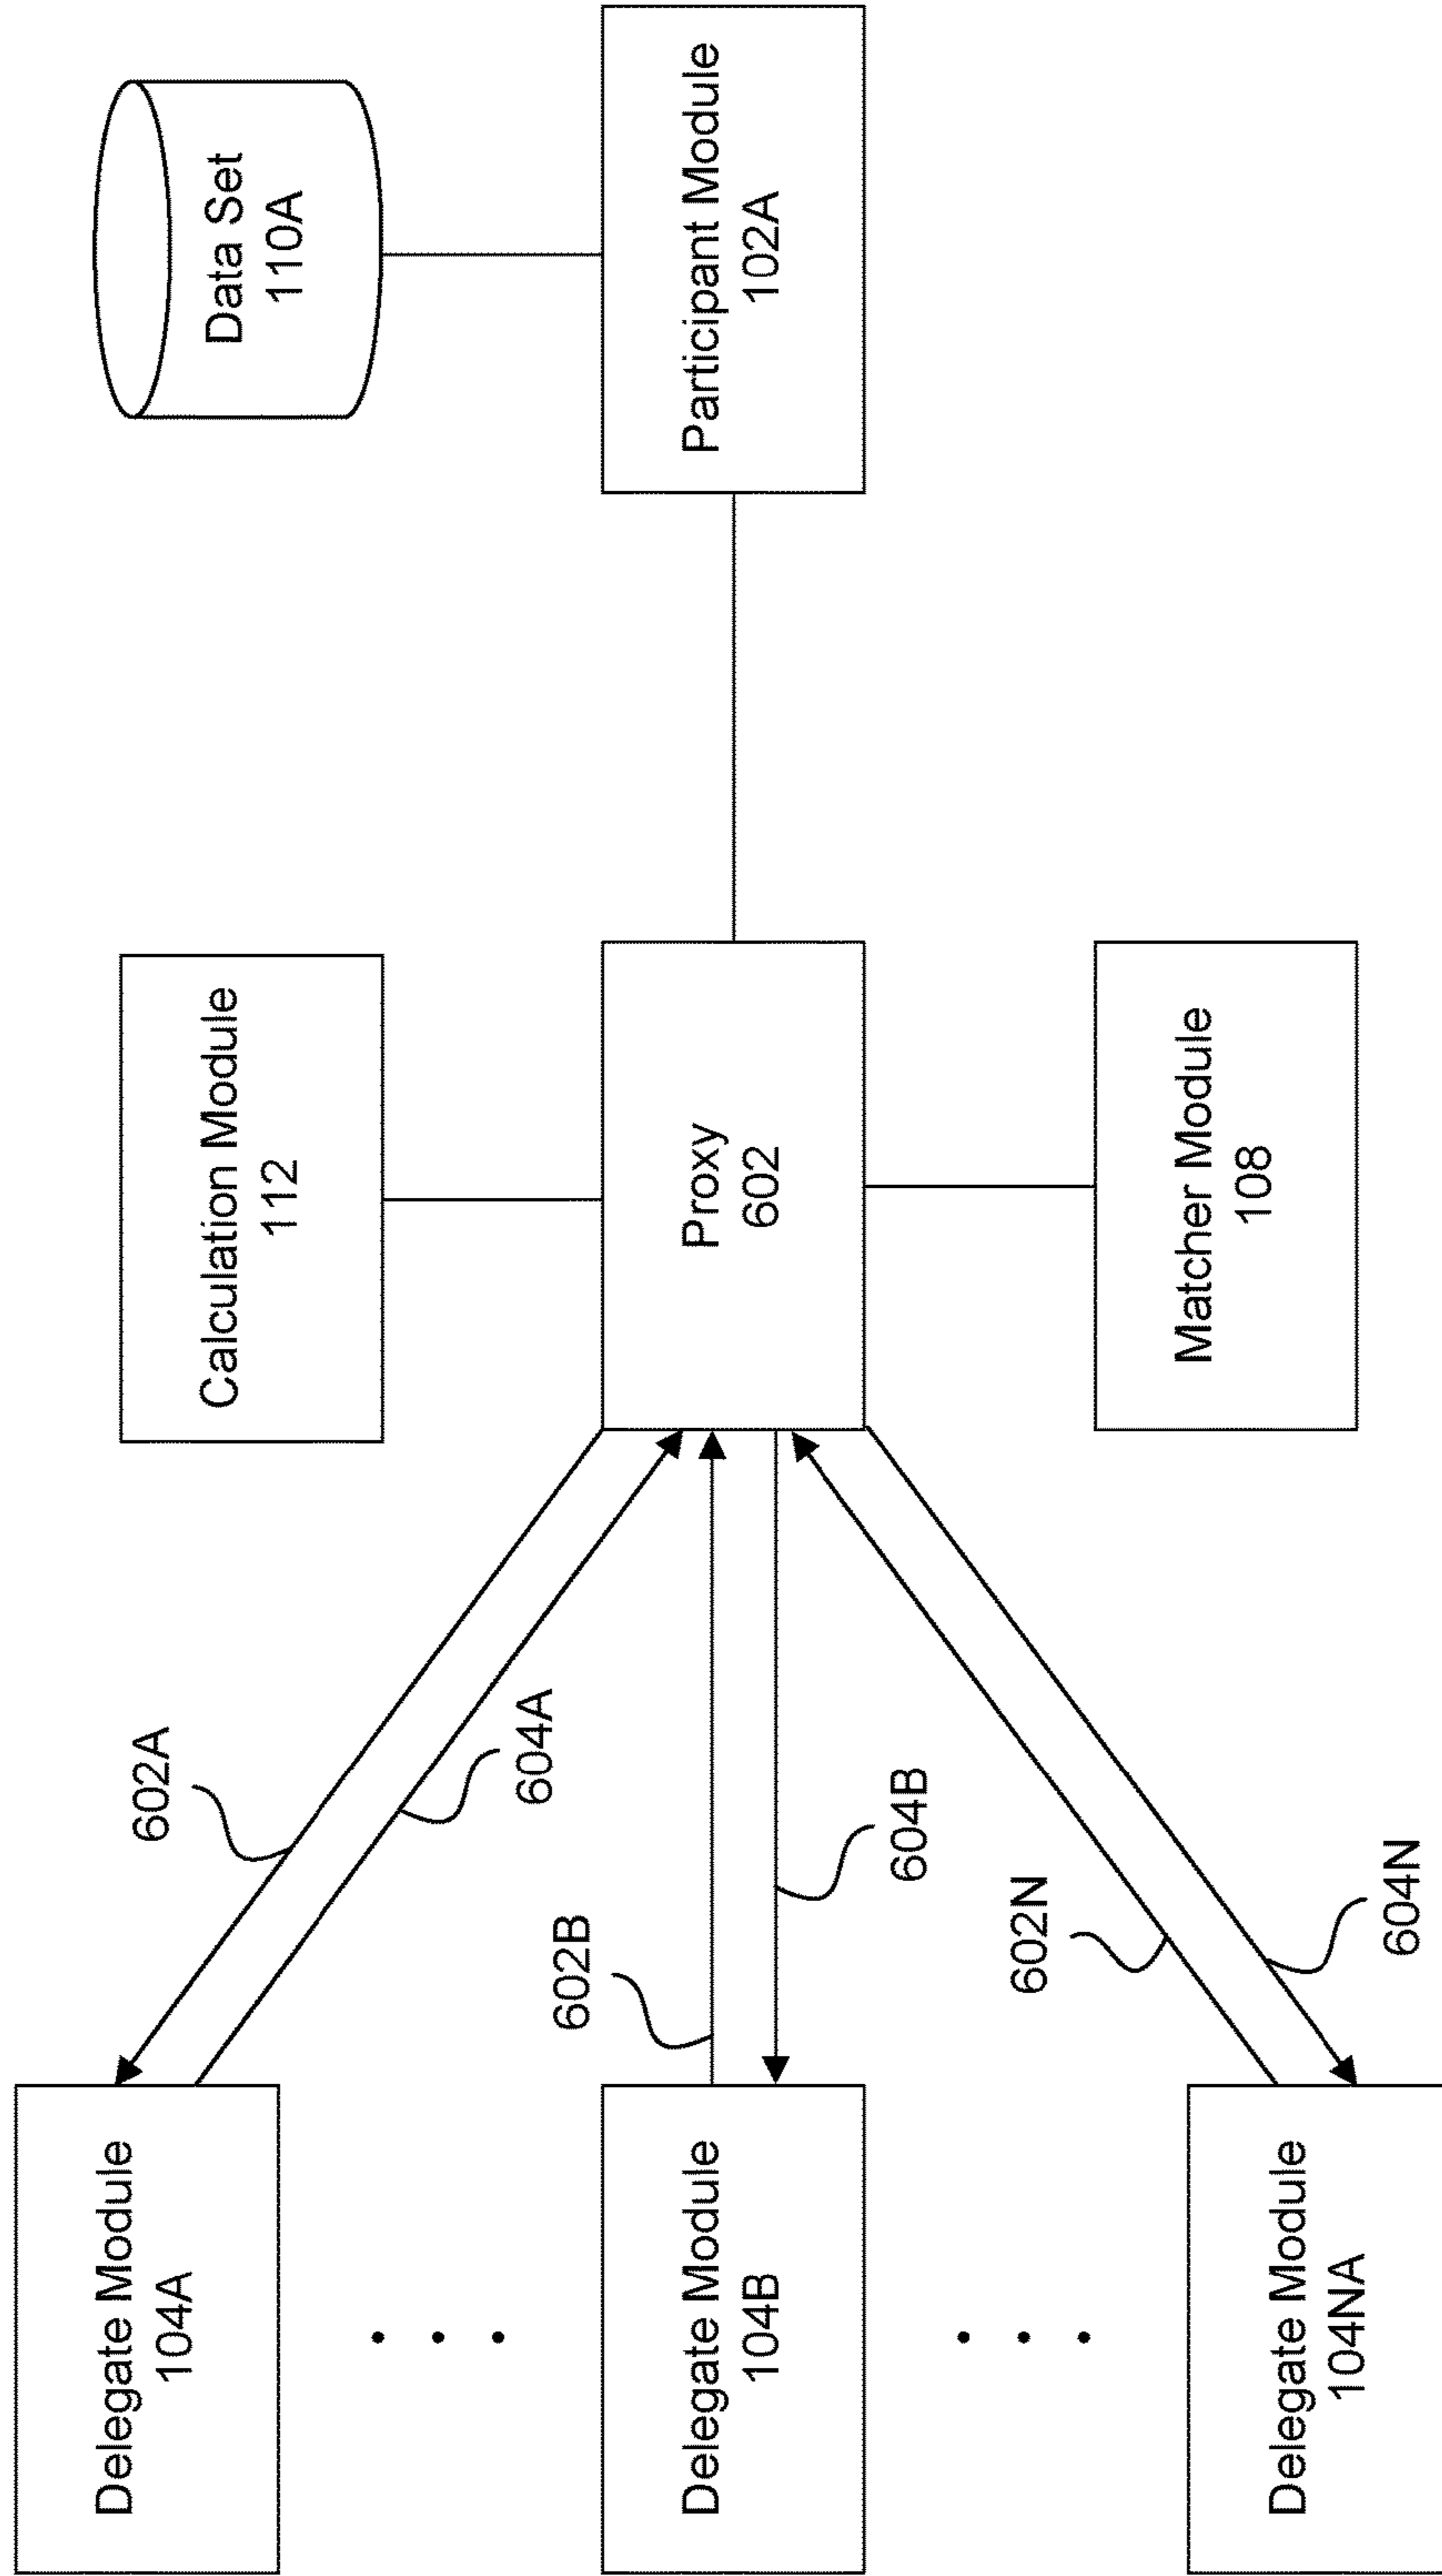 Delegate Module
104A
602A
604A
Calculation Module
112
Data Set
110A
Delegate Module
104B
602B
604B
Proxy
602
Participant Module
102A
Delegate Module
104NA
602N
604N
Matcher Module
108